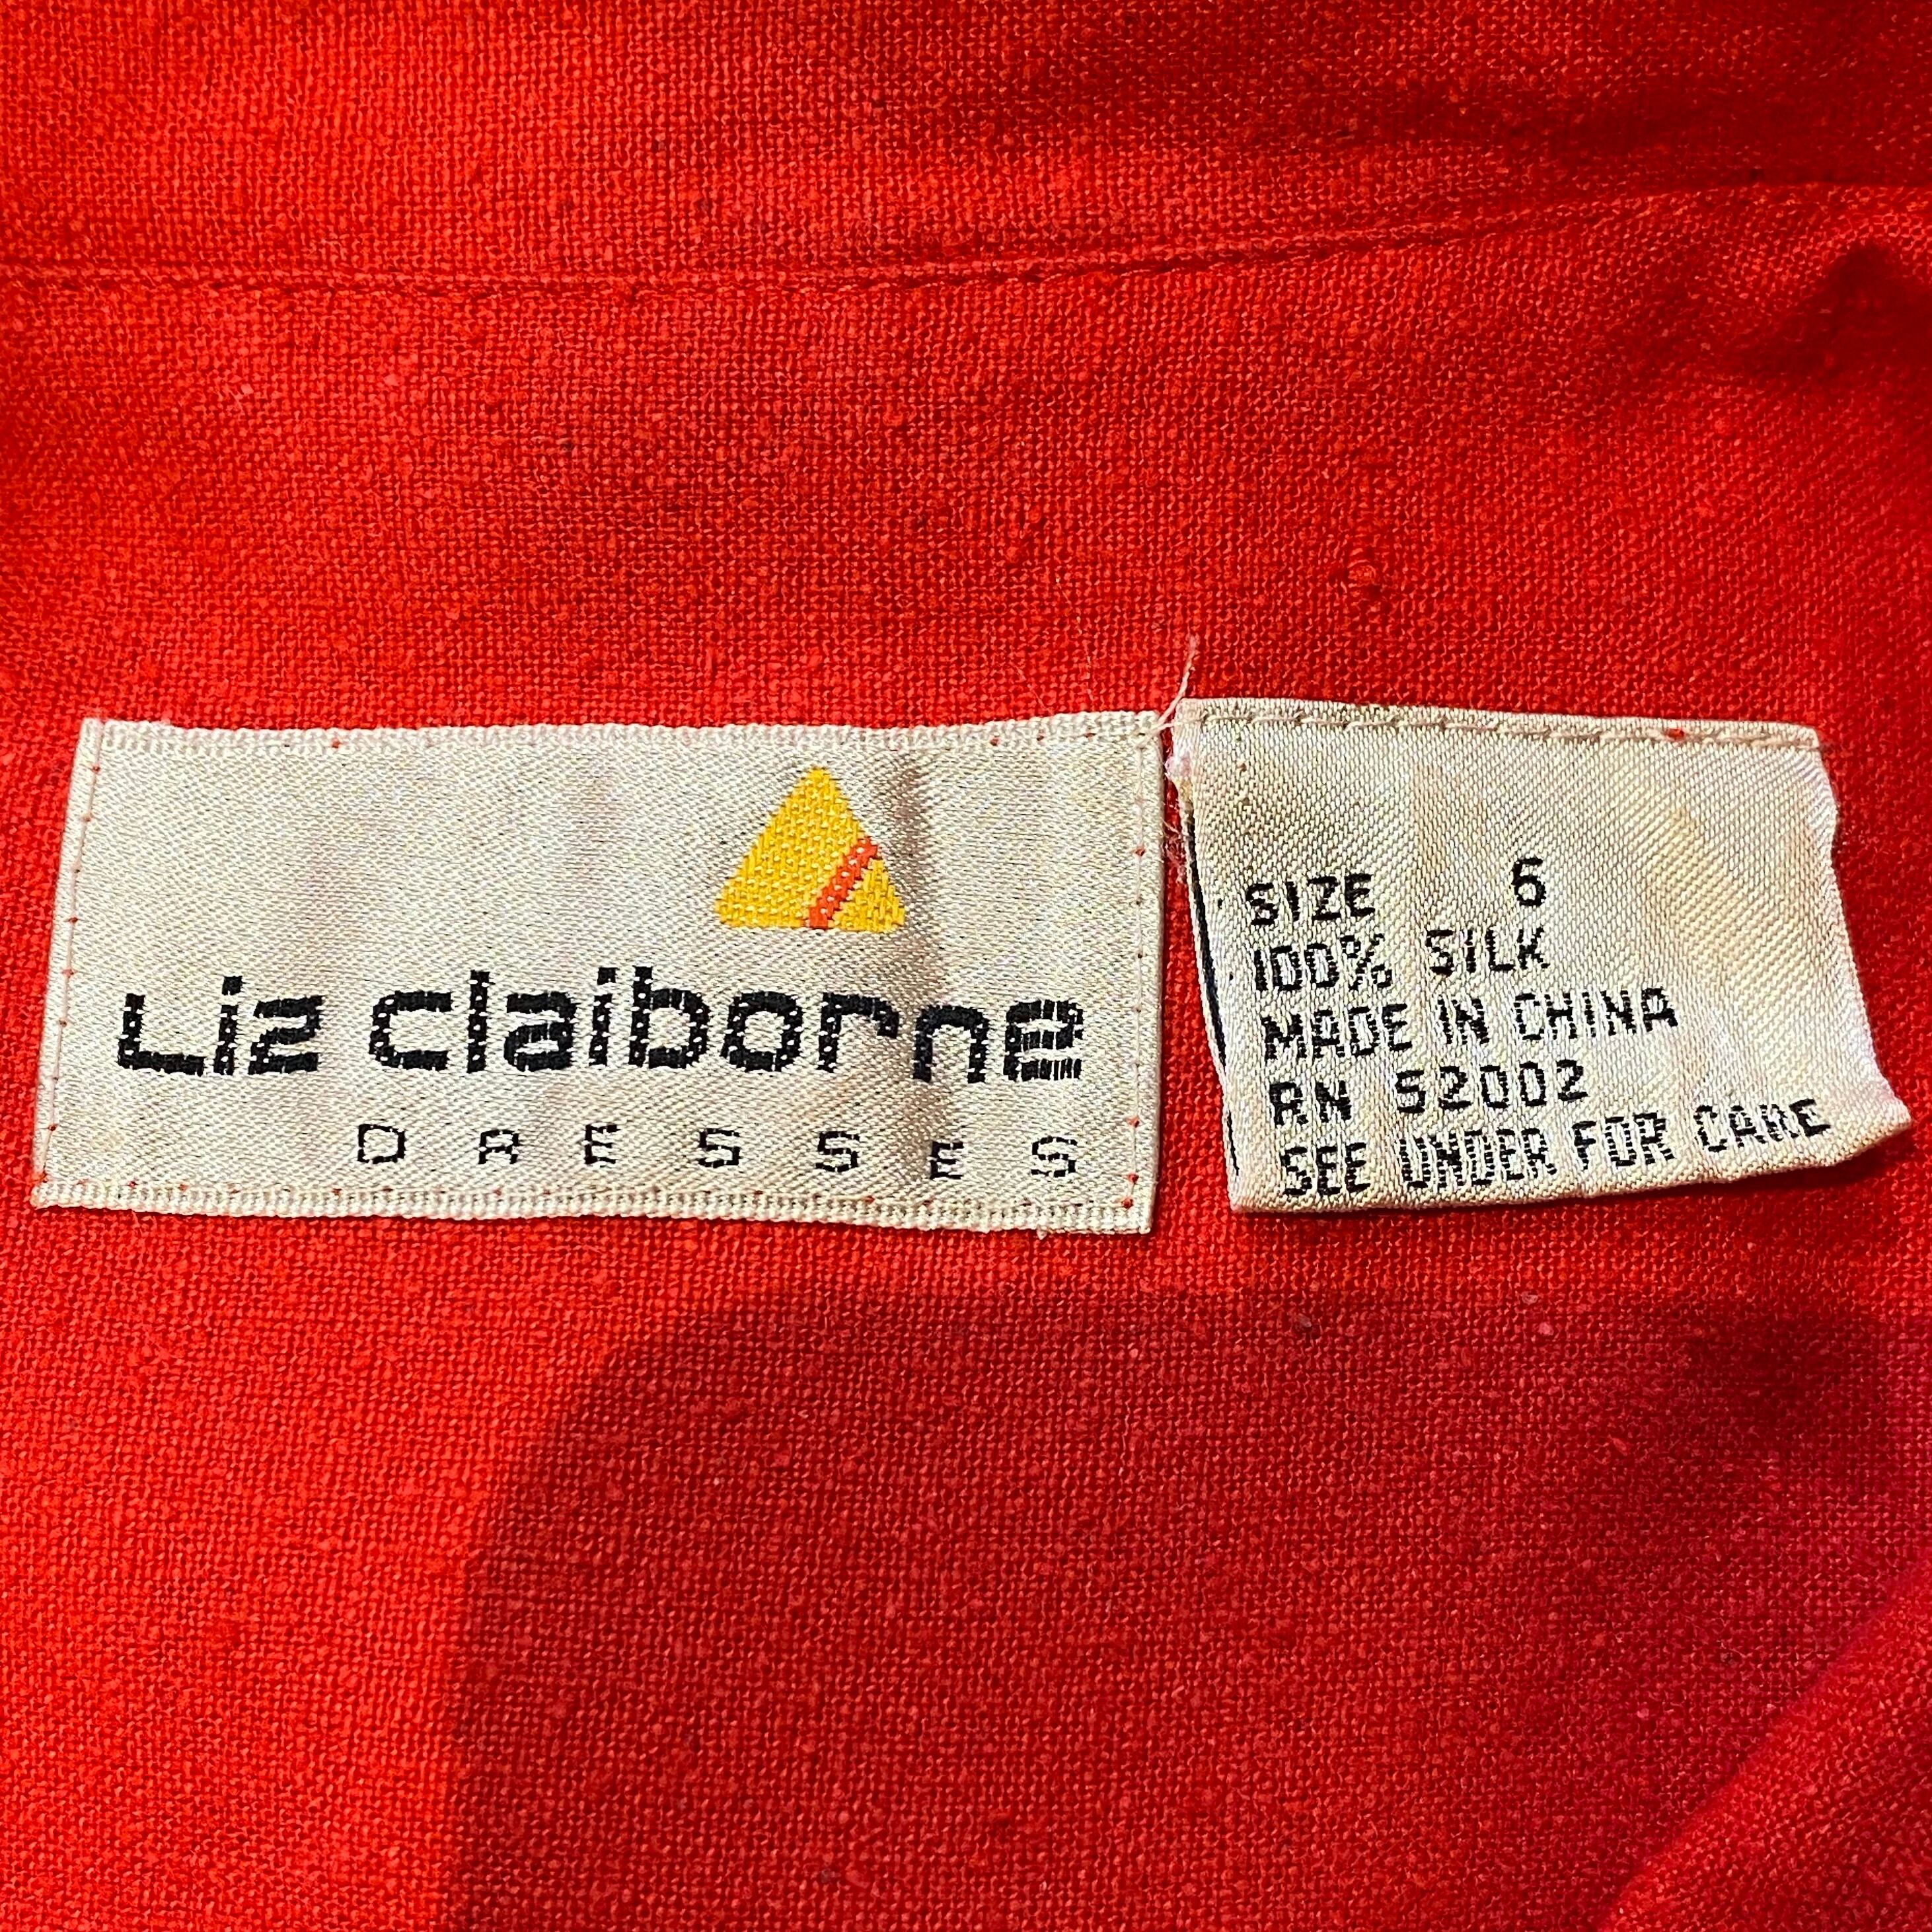 Liz claiborne
DRESSES
SIZE 6
100% SILK
MADE IN CHINA
RN 52002
SEE UNDER FOR CARE